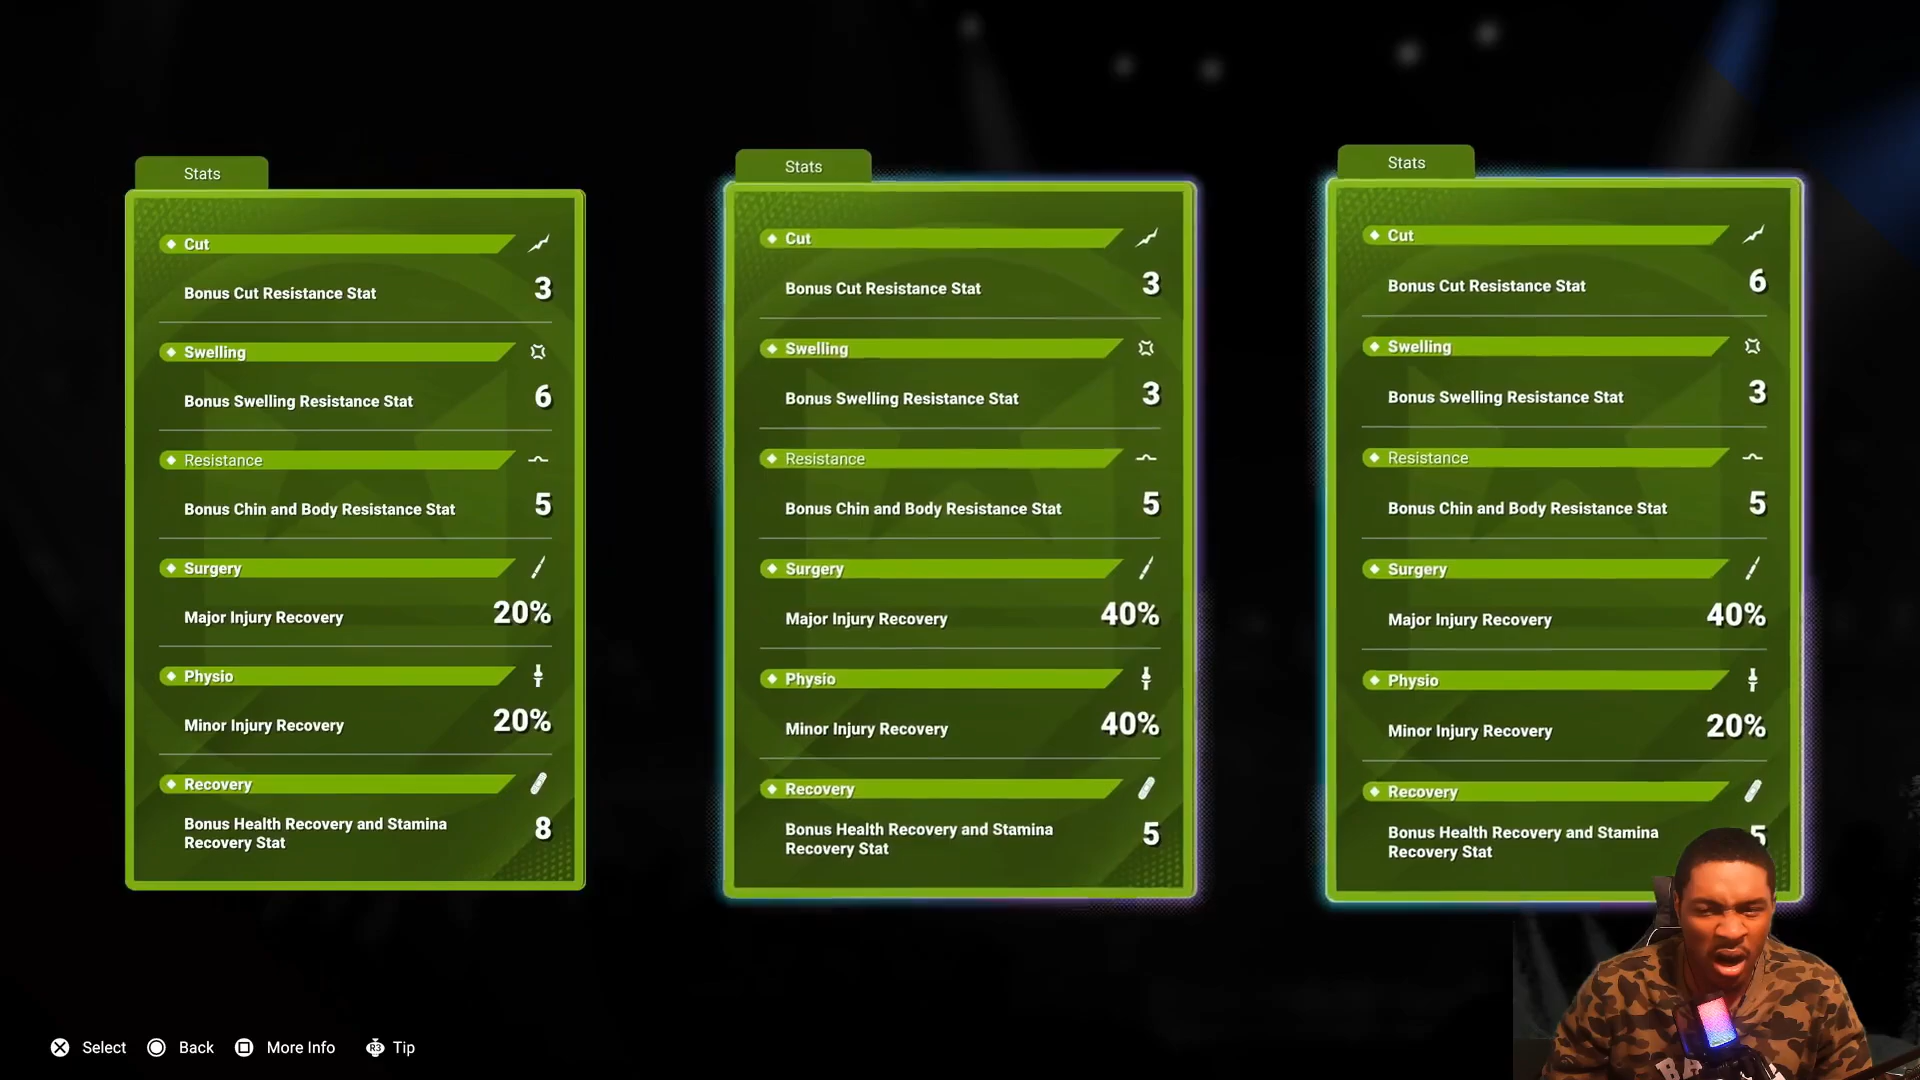 Stats
Cut
Bonus Cut Resistance Stat 3
Swelling
Bonus Swelling Resistance Stat 6
Resistance
Bonus Chin and Body Resistance Stat 5
Surgery
Major Injury Recovery 20%
Physio
Minor Injury Recovery 20%
Recovery
Bonus Health Recovery and Stamina
Recovery Stat 8
Stats
Cut
Bonus Cut Resistance Stat 3
Swelling
Bonus Swelling Resistance Stat 3
Resistance
Bonus Chin and Body Resistance Stat 5
Surgery
Major Injury Recovery 40%
Physio
Minor Injury Recovery 40%
Recovery
Bonus Health Recovery and Stamina
Recovery Stat 5
Stats
Cut
Bonus Cut Resistance Stat 6
Swelling
Bonus Swelling Resistance Stat 3
Resistance
Bonus Chin and Body Resistance Stat 5
Surgery
Major Injury Recovery 40%
Physio
Minor Injury Recovery 20%
Recovery
Bonus Health Recovery and Stamina
Recovery Stat 5
Select Back More Info R3 Tip